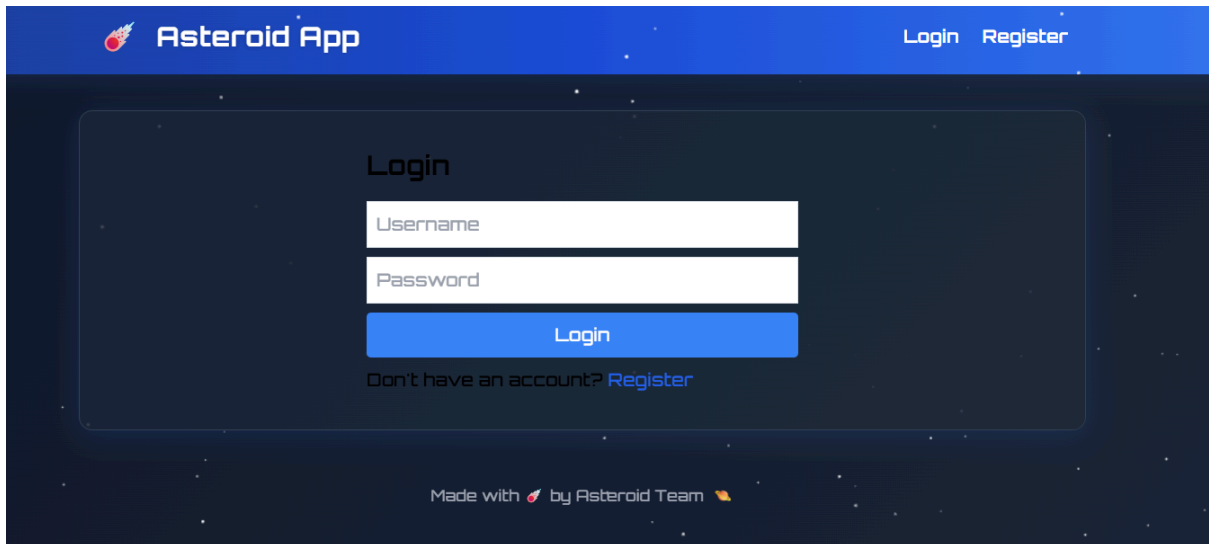 Asteroid App
Login Register
Login
Username
Password
Login
Don't have an account? Register
Made with ☄️ by Asteroid Team 🪐